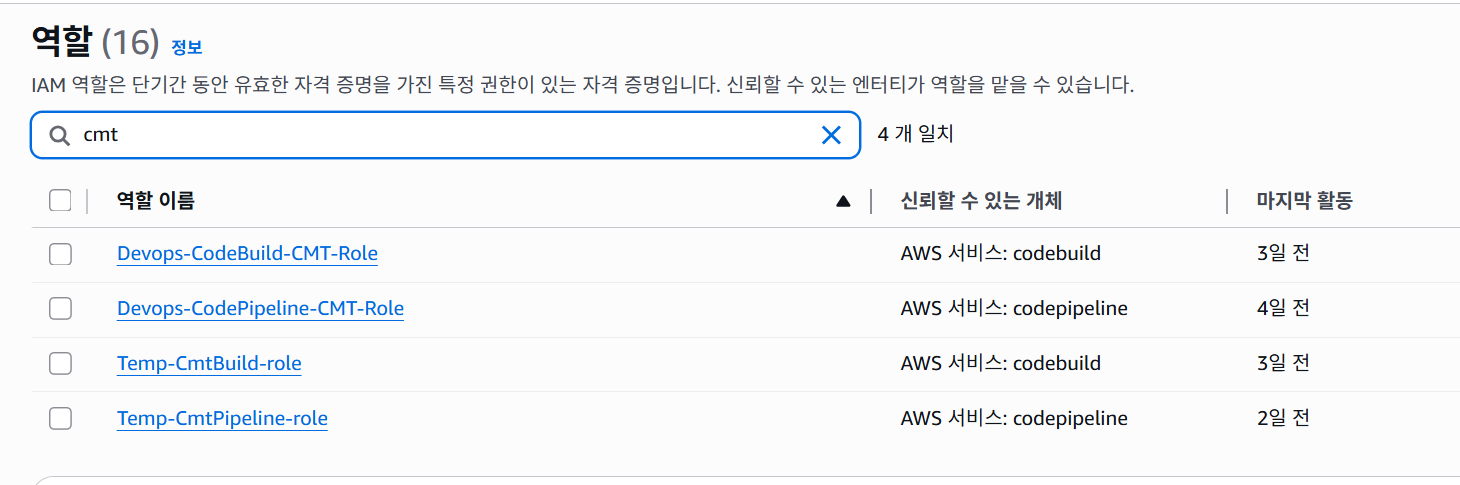 역할 (16) 정보
IAM 역할은 단기간 동안 유효한 자격 증명을 가진 특정 권한이 있는 자격 증명입니다. 신뢰할 수 있는 엔터티가 역할을 맡을 수 있습니다.
cmt 4 개 일치
역할 이름 신뢰할 수 있는 개체 마지막 활동
Devops-CodeBuild-CMT-Role AWS 서비스: codebuild 3일 전
Devops-CodePipeline-CMT-Role AWS 서비스: codepipeline 4일 전
Temp-CmtBuild-role AWS 서비스: codebuild 3일 전
Temp-CmtPipeline-role AWS 서비스: codepipeline 2일 전